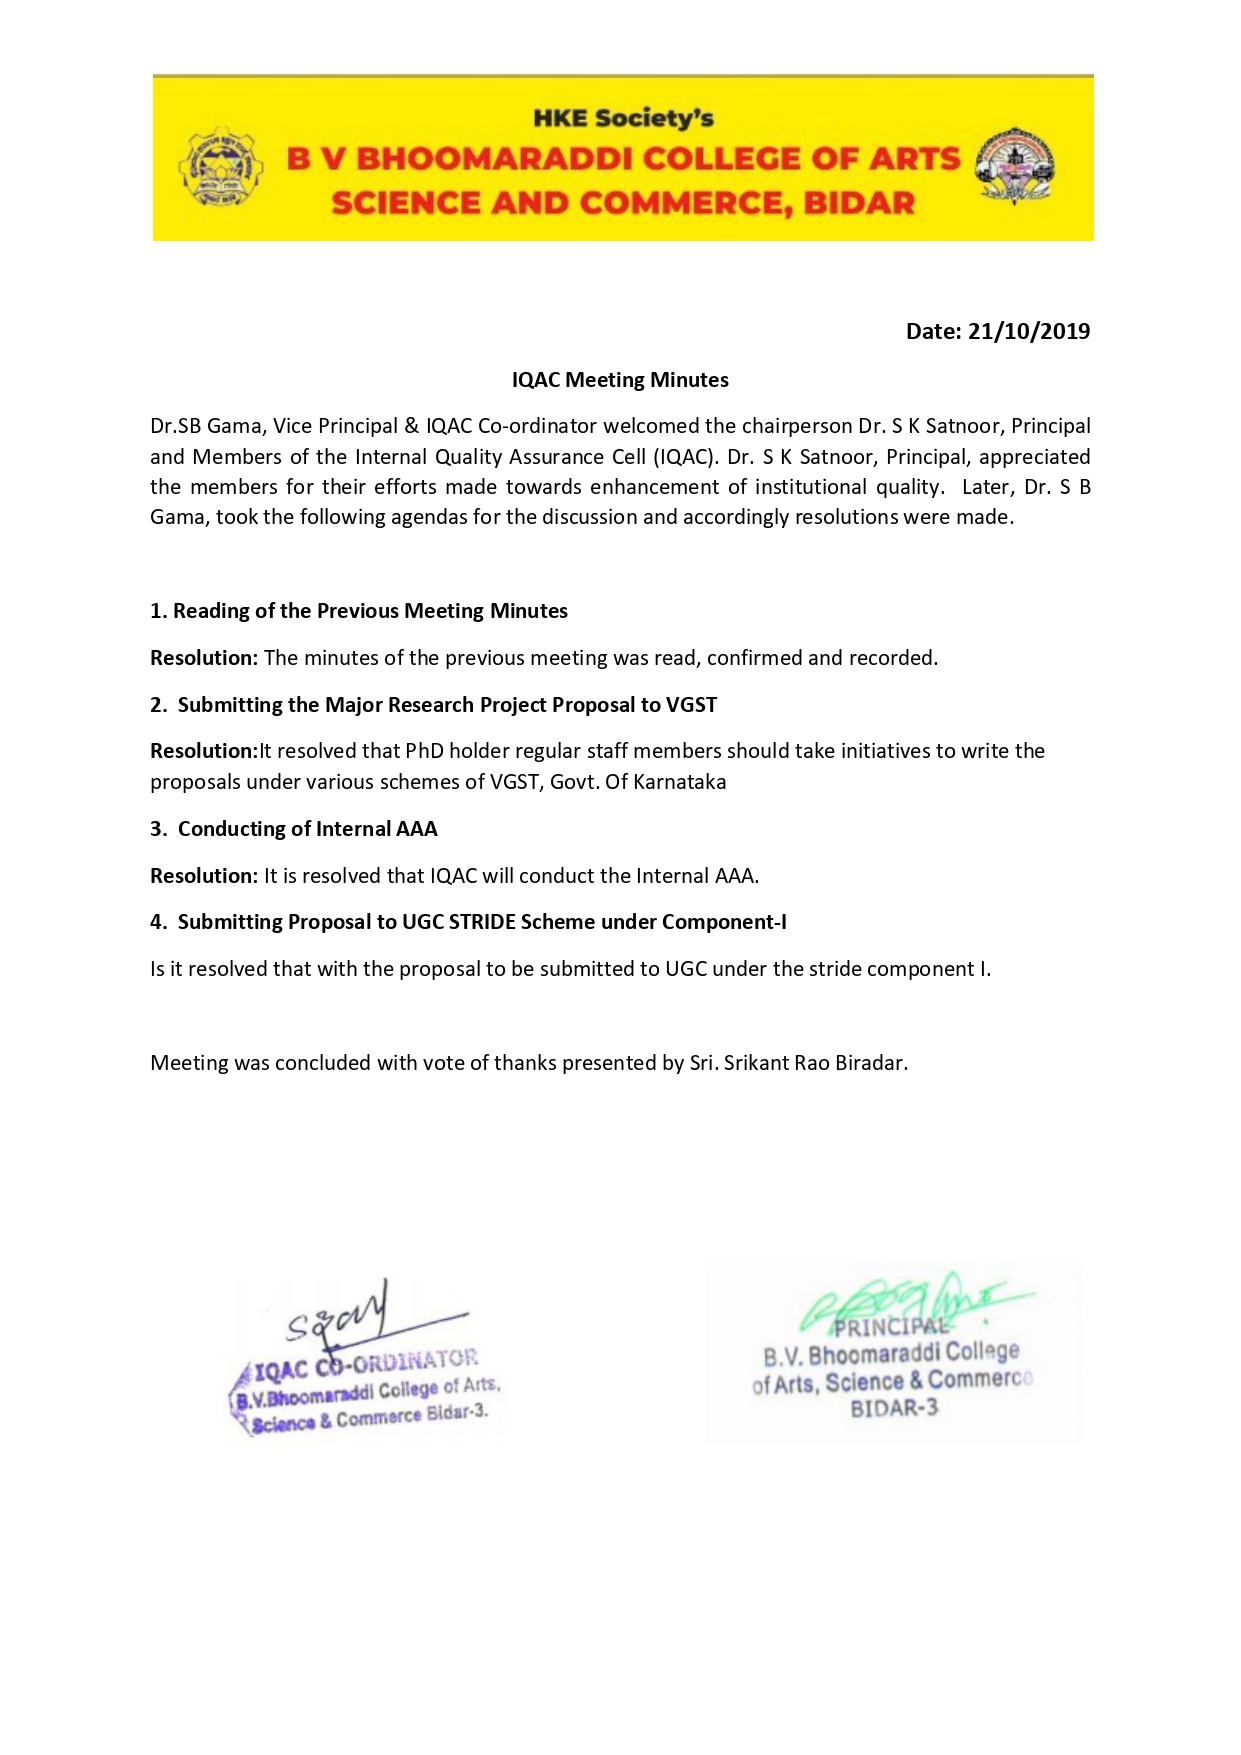 HKE Society's
B V BHOOMARADDI COLLEGE OF ARTS
SCIENCE AND COMMERCE, BIDAR
Date: 21/10/2019
IQAC Meeting Minutes
Dr.SB Gama, Vice Principal & IQAC Co-ordinator welcomed the chairperson Dr. S K Satnoor, Principal
and Members of the Internal Quality Assurance Cell (IQAC). Dr. S K Satnoor, Principal, appreciated
the members for their efforts made towards enhancement of institutional quality.  Later, Dr. S B
Gama, took the following agendas for the discussion and accordingly resolutions were made.
1. Reading of the Previous Meeting Minutes
Resolution: The minutes of the previous meeting was read, confirmed and recorded.
2.  Submitting the Major Research Project Proposal to VGST
Resolution:It resolved that PhD holder regular staff members should take initiatives to write the
proposals under various schemes of VGST, Govt. Of Karnataka
3.  Conducting of Internal AAA
Resolution: It is resolved that IQAC will conduct the Internal AAA.
4.  Submitting Proposal to UGC STRIDE Scheme under Component-I
Is it resolved that with the proposal to be submitted to UGC under the stride component I.
Meeting was concluded with vote of thanks presented by Sri. Srikant Rao Biradar.
IQAC CO-ORDINATOR
B.V.Bhoomaraddi College of Arts,
Science & Commerce Bidar-3.
PRINCIPAL
B.V. Bhoomaraddi College
of Arts, Science & Commerce
BIDAR-3